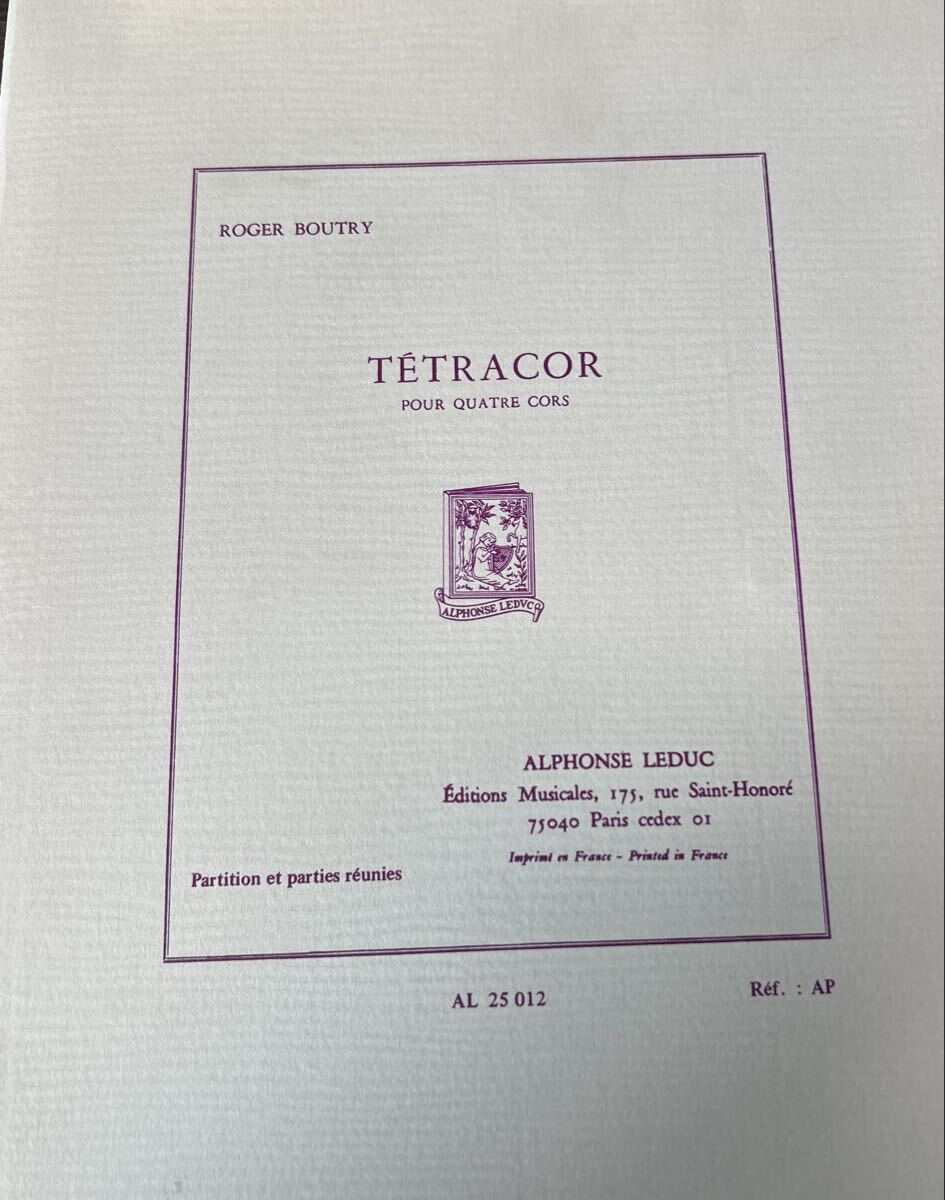 ROGER BOUTRY
TÉTRACOR
POUR QUATRE CORS
ALPHONSE LEDVC
ALPHONSE LEDUC
Éditions Musicales, 175, rue Saint-Honoré
75040 Paris cedex 01
Imprimé en France - Printed in France
Partition et parties réunies
AL 25 012
Réf. : AP